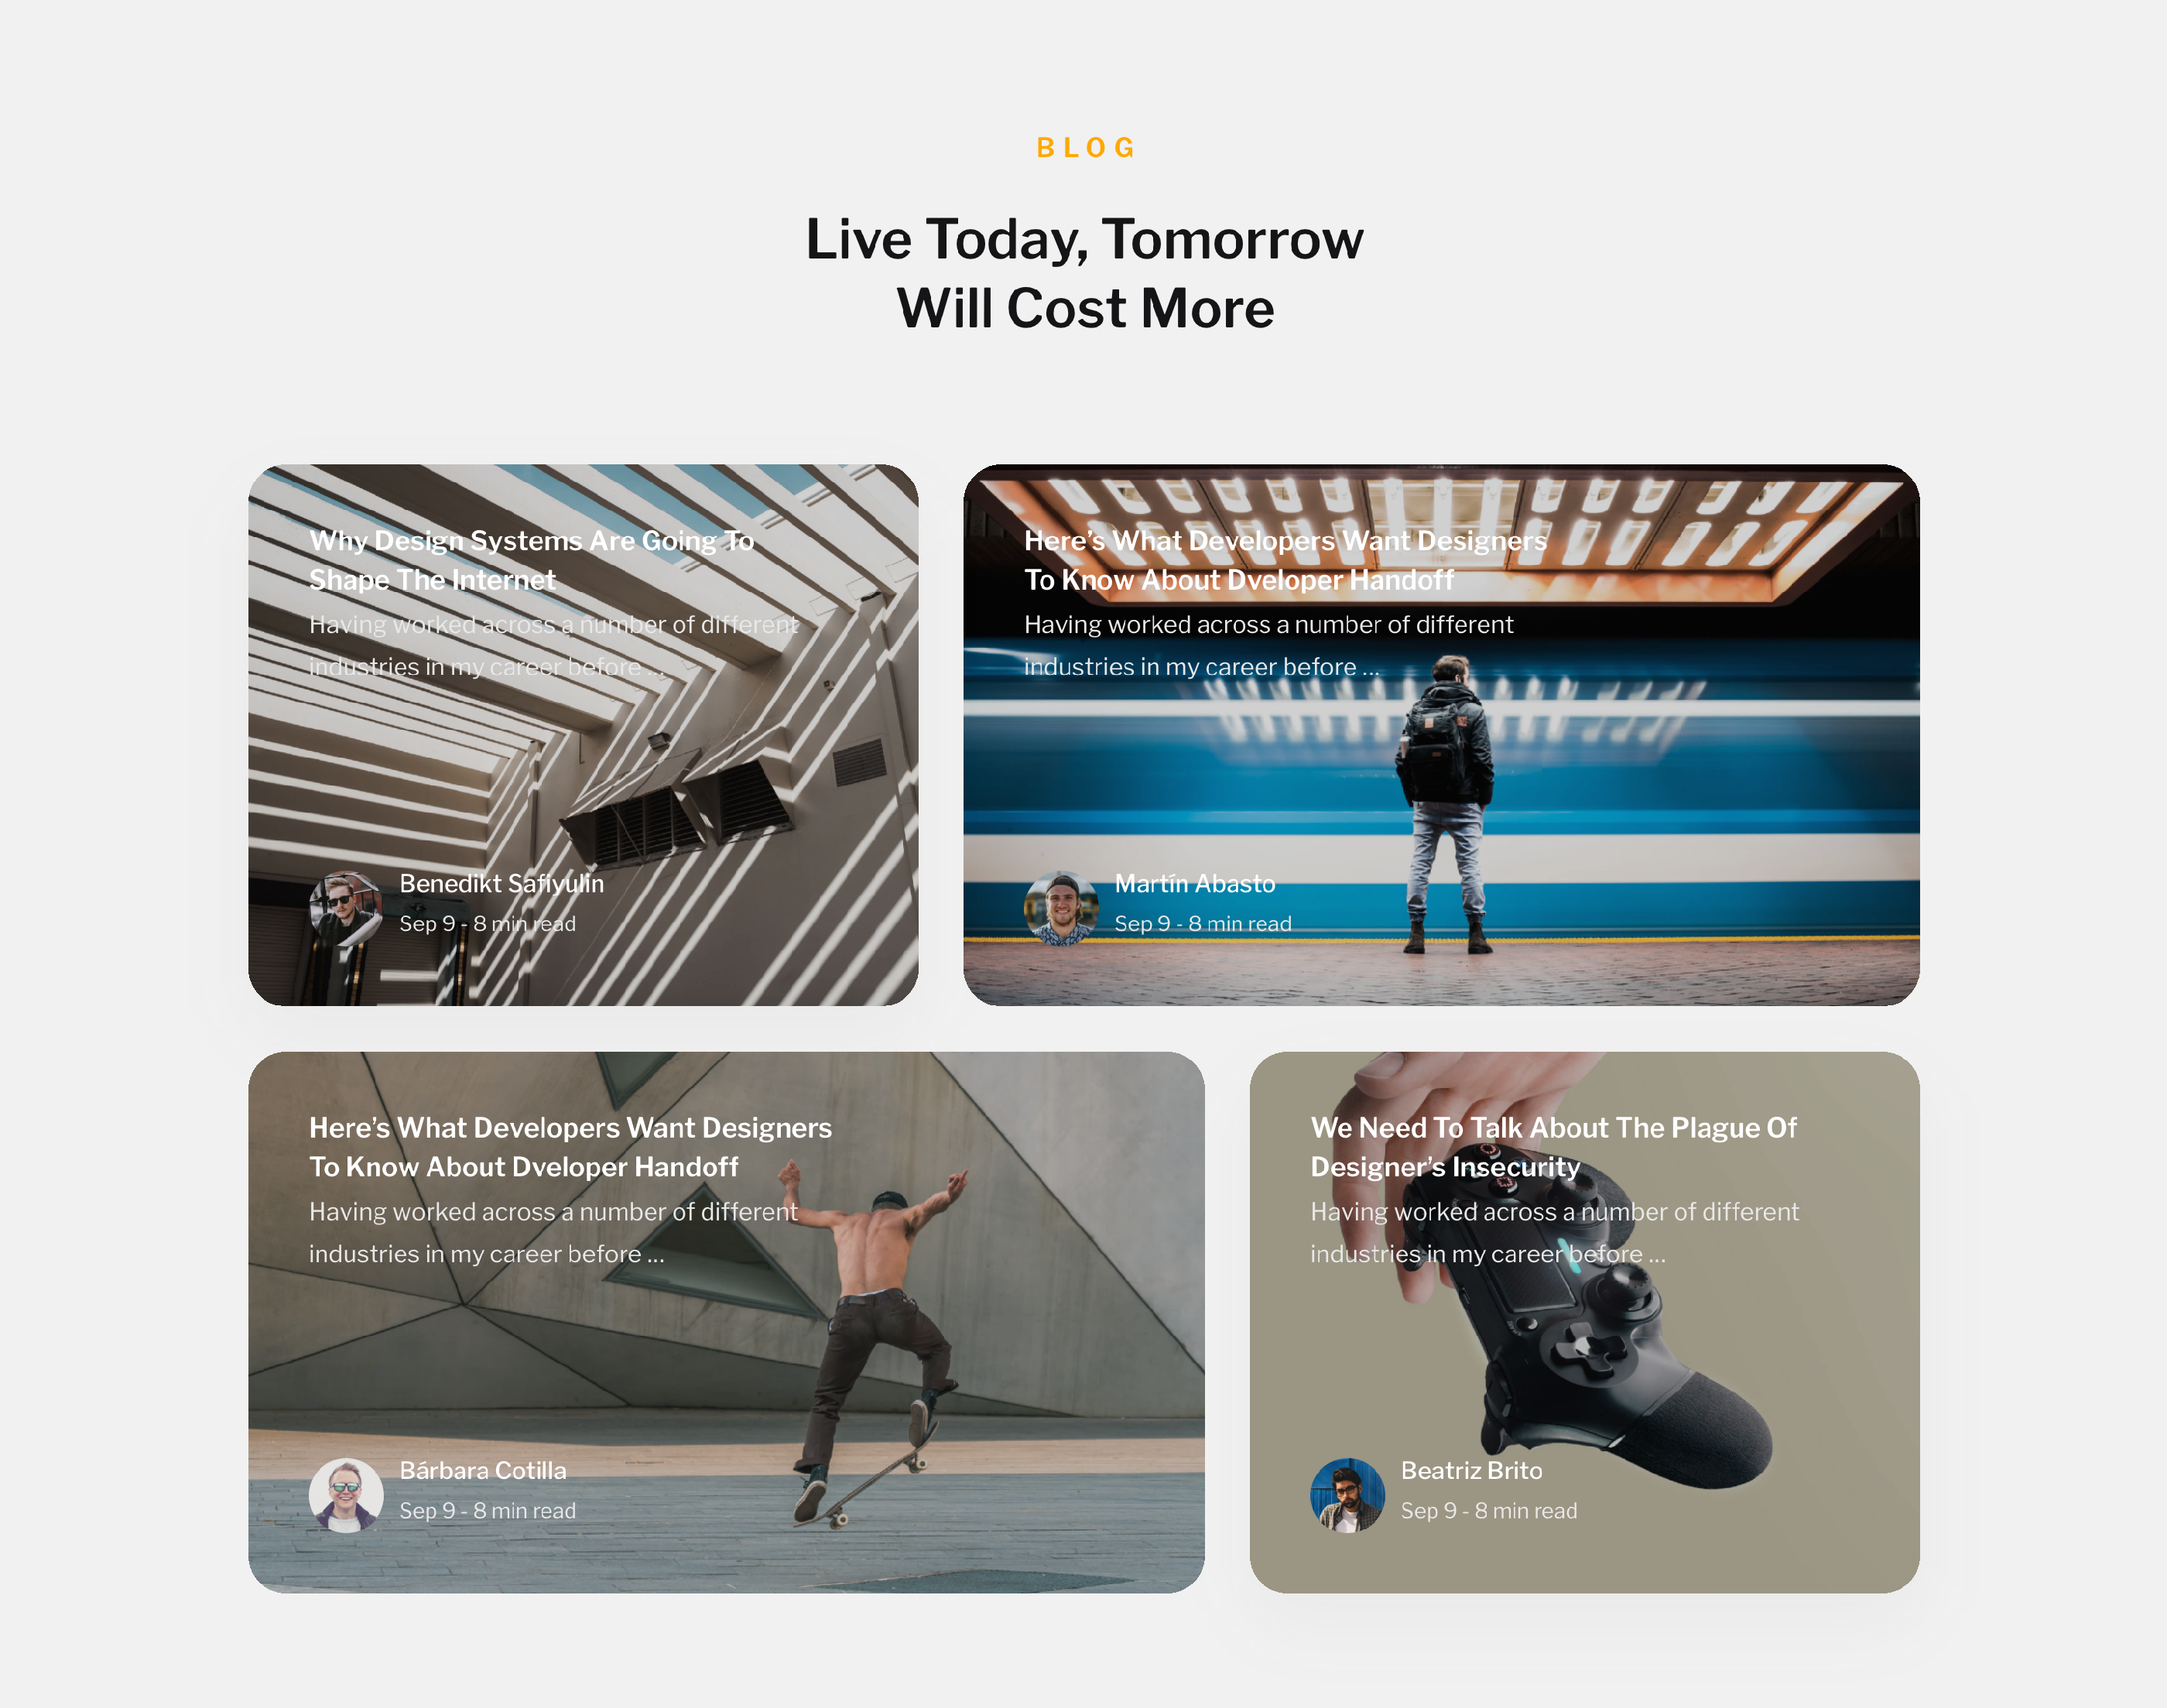 BLOG
Live Today, Tomorrow
Will Cost More
Why Design Systems Are Going To
Shape The Internet
Having worked across a number of different
industries in my career before ...
Benedikt Safiyulin
Sep 9 - 8 min read
Here’s What Developers Want Designers
To Know About Dveloper Handoff
Having worked across a number of different
industries in my career before ...
Martín Abasto
Sep 9 - 8 min read
Here’s What Developers Want Designers
To Know About Dveloper Handoff
Having worked across a number of different
industries in my career before ...
Bárbara Cotilla
Sep 9 - 8 min read
We Need To Talk About The Plague Of
Designer’s Insecurity
Having worked across a number of different
industries in my career before ...
Beatriz Brito
Sep 9 - 8 min read